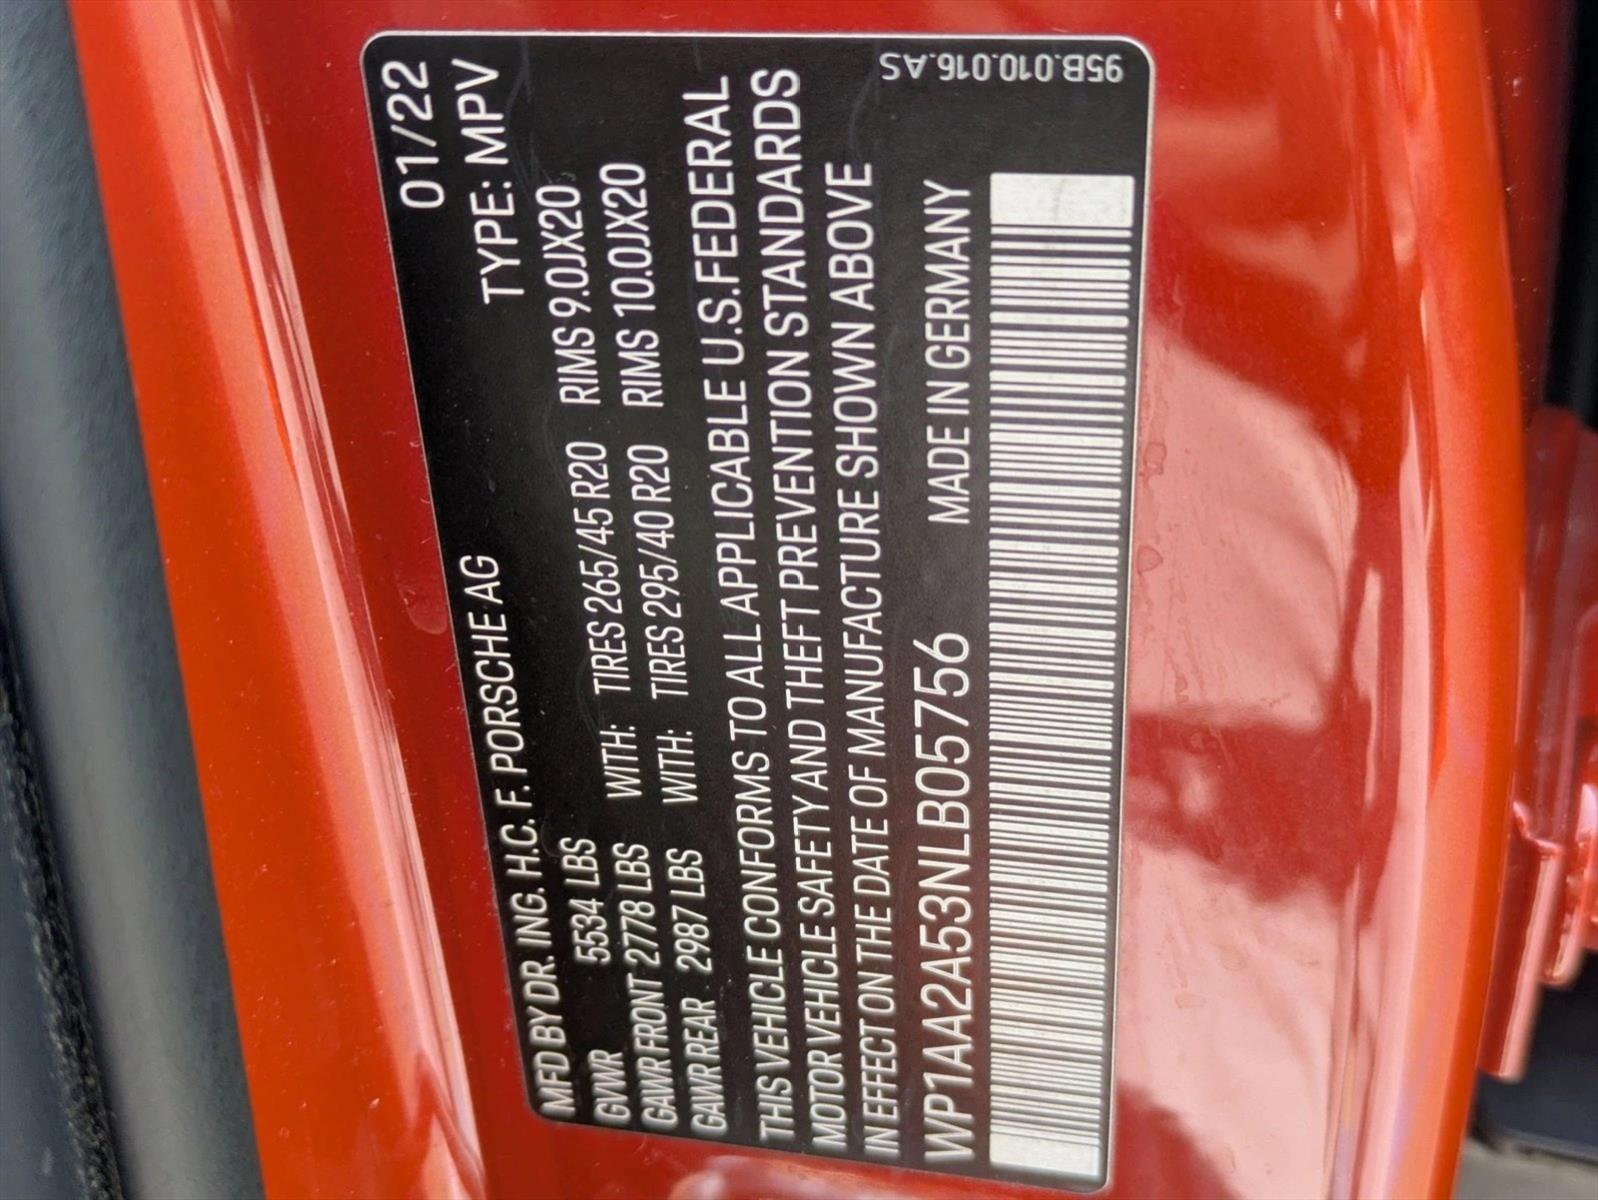 01/22
MFD BY DR. ING. H.C. F. PORSCHE AG TYPE: MPV
GVWR 5534 LBS WITH: TIRES 265/45 R20 RIMS 9.0JX20
GAWR FRONT 2778 LBS WITH: TIRES 295/40 R20 RIMS 10.0JX20
GAWR REAR 2987 LBS
THIS VEHICLE CONFORMS TO ALL APPLICABLE U.S.FEDERAL
MOTOR VEHICLE SAFETY AND THEFT PREVENTION STANDARDS
IN EFFECT ON THE DATE OF MANUFACTURE SHOWN ABOVE
WP1AA2A53NLB05756 MADE IN GERMANY
95B.010.016.AS